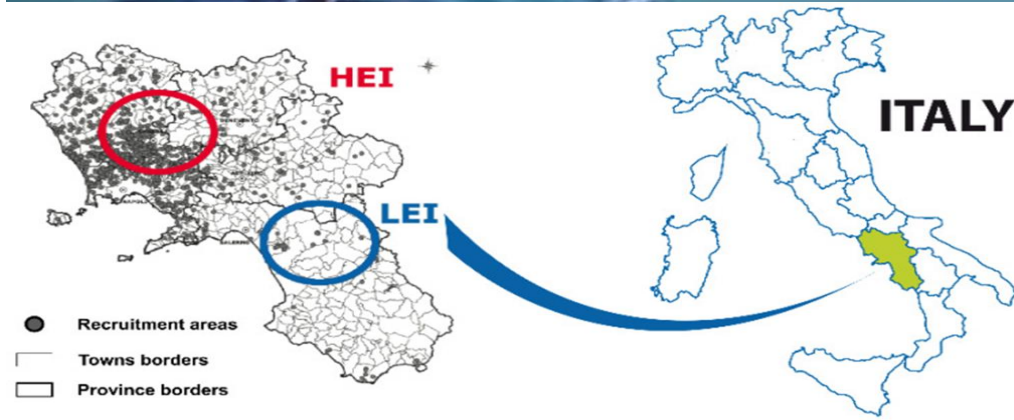 HEI
ITALY
LEI
Recruitment areas
Towns borders
Province borders